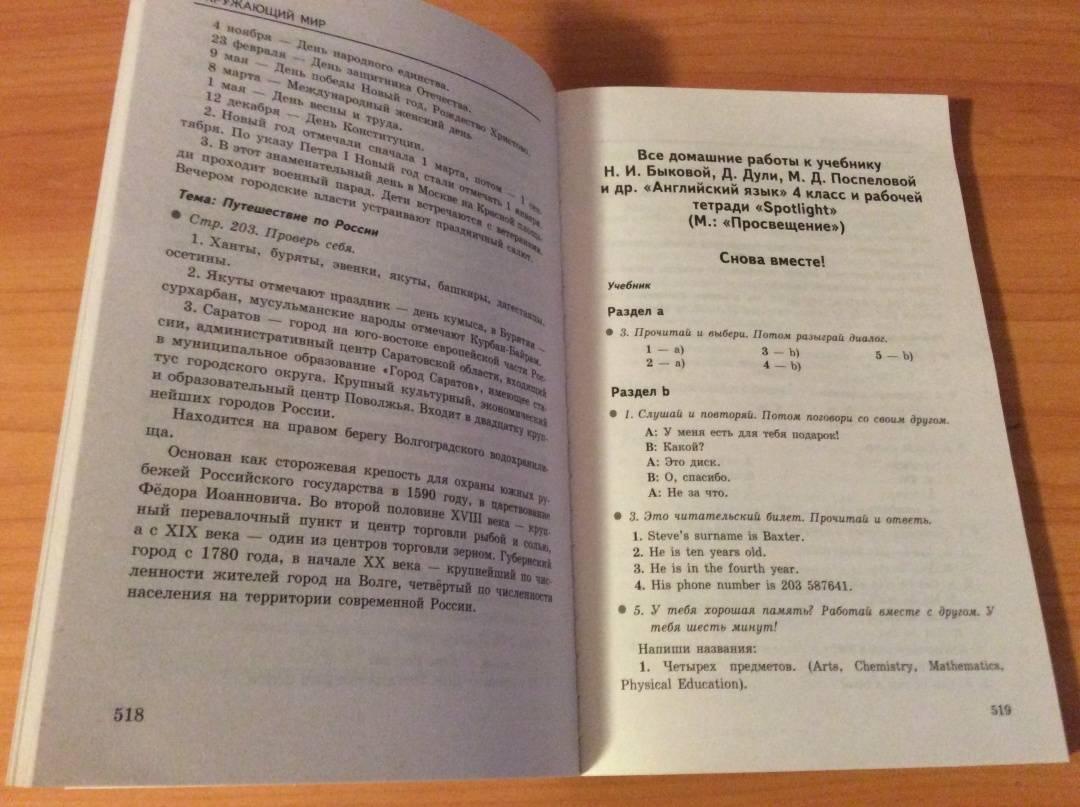 КРУЖАЮЩИЙ МИР
4 ноября — День народного единства.
23 февраля — День защитника Отечества.
9 мая — День победы Новый год, Рождество Христово.
8 марта — Международный женский день
1 мая — День весны и труда.
12 декабря — День Конституции.
2. Новый год отмечали сначала 1 марта, потом — 1 сен-
тября. По указу Петра I Новый год стали отмечать 1 января.
3. В этот знаменательный день в Москве на Красной площа-
ди проходит военный парад. Дети встречаются с ветеранами.
Вечером городские власти устраивают праздничный салют.
Тема: Путешествие по России
● Стр. 203. Проверь себя.
1. Ханты, буряты, эвенки, якуты, башкиры, дагестанцы,
осетины.
2. Якуты отмечают праздник — день кумыса, в Бурятии —
сурхарбан, мусульманские народы отмечают Курбан-Байрам.
3. Саратов — город на юго-востоке европейской части Рос-
сии, административный центр Саратовской области, входящий
в муниципальное образование «Город Саратов», имеющее ста-
тус городского округа. Крупный культурный, экономический
и образовательный центр Поволжья. Входит в двадцатку круп-
нейших городов России.
Находится на правом берегу Волгоградского водохранили-
ща.
Основан как сторожевая крепость для охраны южных ру-
бежей Российского государства в 1590 году, в царствование
Фёдора Иоанновича. Во второй половине XVIII века — круп-
ный перевалочный пункт и центр торговли рыбой и солью,
а с XIX века — один из центров торговли зерном. Губернский
город с 1780 года, в начале XX века — крупнейший по чис-
ленности жителей город на Волге, четвёртый по численности
населения на территории современной России.
518
Все домашние работы к учебнику
Н. И. Быковой, Д. Дули, М. Д. Поспеловой
и др. «Английский язык» 4 класс и рабочей
тетради «Spotlight»
(М.: «Просвещение»)
Снова вместе!
Учебник
Раздел a
● 3. Прочитай и выбери. Потом разыграй диалог.
1 — a) 3 — b) 5 — b)
2 — a) 4 — b)
Раздел b
● 1. Слушай и повторяй. Потом поговори со своим другом.
A: У меня есть для тебя подарок!
B: Какой?
A: Это диск.
B: О, спасибо.
A: Не за что.
● 3. Это читательский билет. Прочитай и ответь.
1. Steve's surname is Baxter.
2. He is ten years old.
3. He is in the fourth year.
4. His phone number is 203 587641.
● 5. У тебя хорошая память? Работай вместе с другом. У
тебя шесть минут!
Напиши названия:
1. Четырех предметов. (Arts, Chemistry, Mathematics,
Physical Education).
519